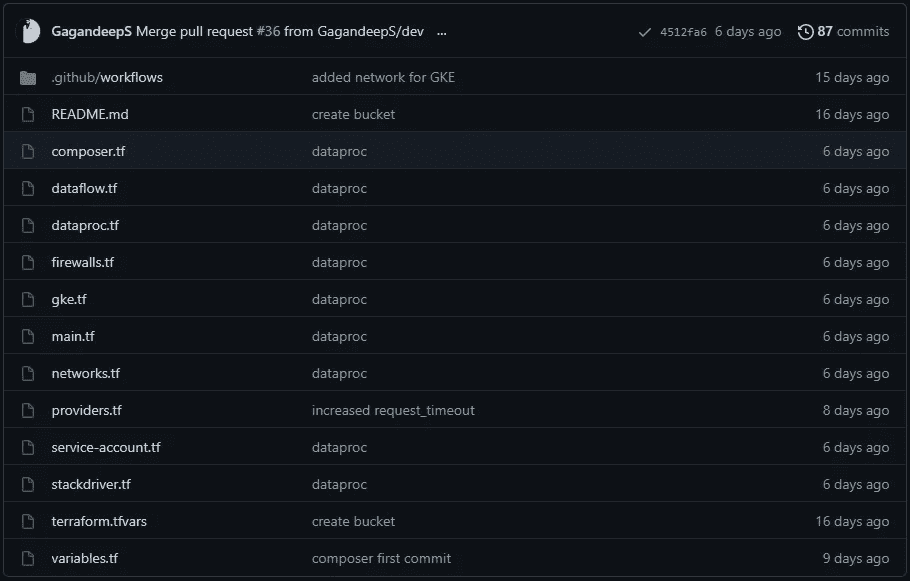 GagandeepS Merge pull request #36 from GagandeepS/dev ... 4512fa6 6 days ago 87 commits
.github/workflows added network for GKE 15 days ago
README.md create bucket 16 days ago
composer.tf dataproc 6 days ago
dataflow.tf dataproc 6 days ago
dataproc.tf dataproc 6 days ago
firewalls.tf dataproc 6 days ago
gke.tf dataproc 6 days ago
main.tf dataproc 6 days ago
networks.tf dataproc 6 days ago
providers.tf increased request_timeout 8 days ago
service-account.tf dataproc 6 days ago
stackdriver.tf dataproc 6 days ago
terraform.tfvars create bucket 16 days ago
variables.tf composer first commit 9 days ago